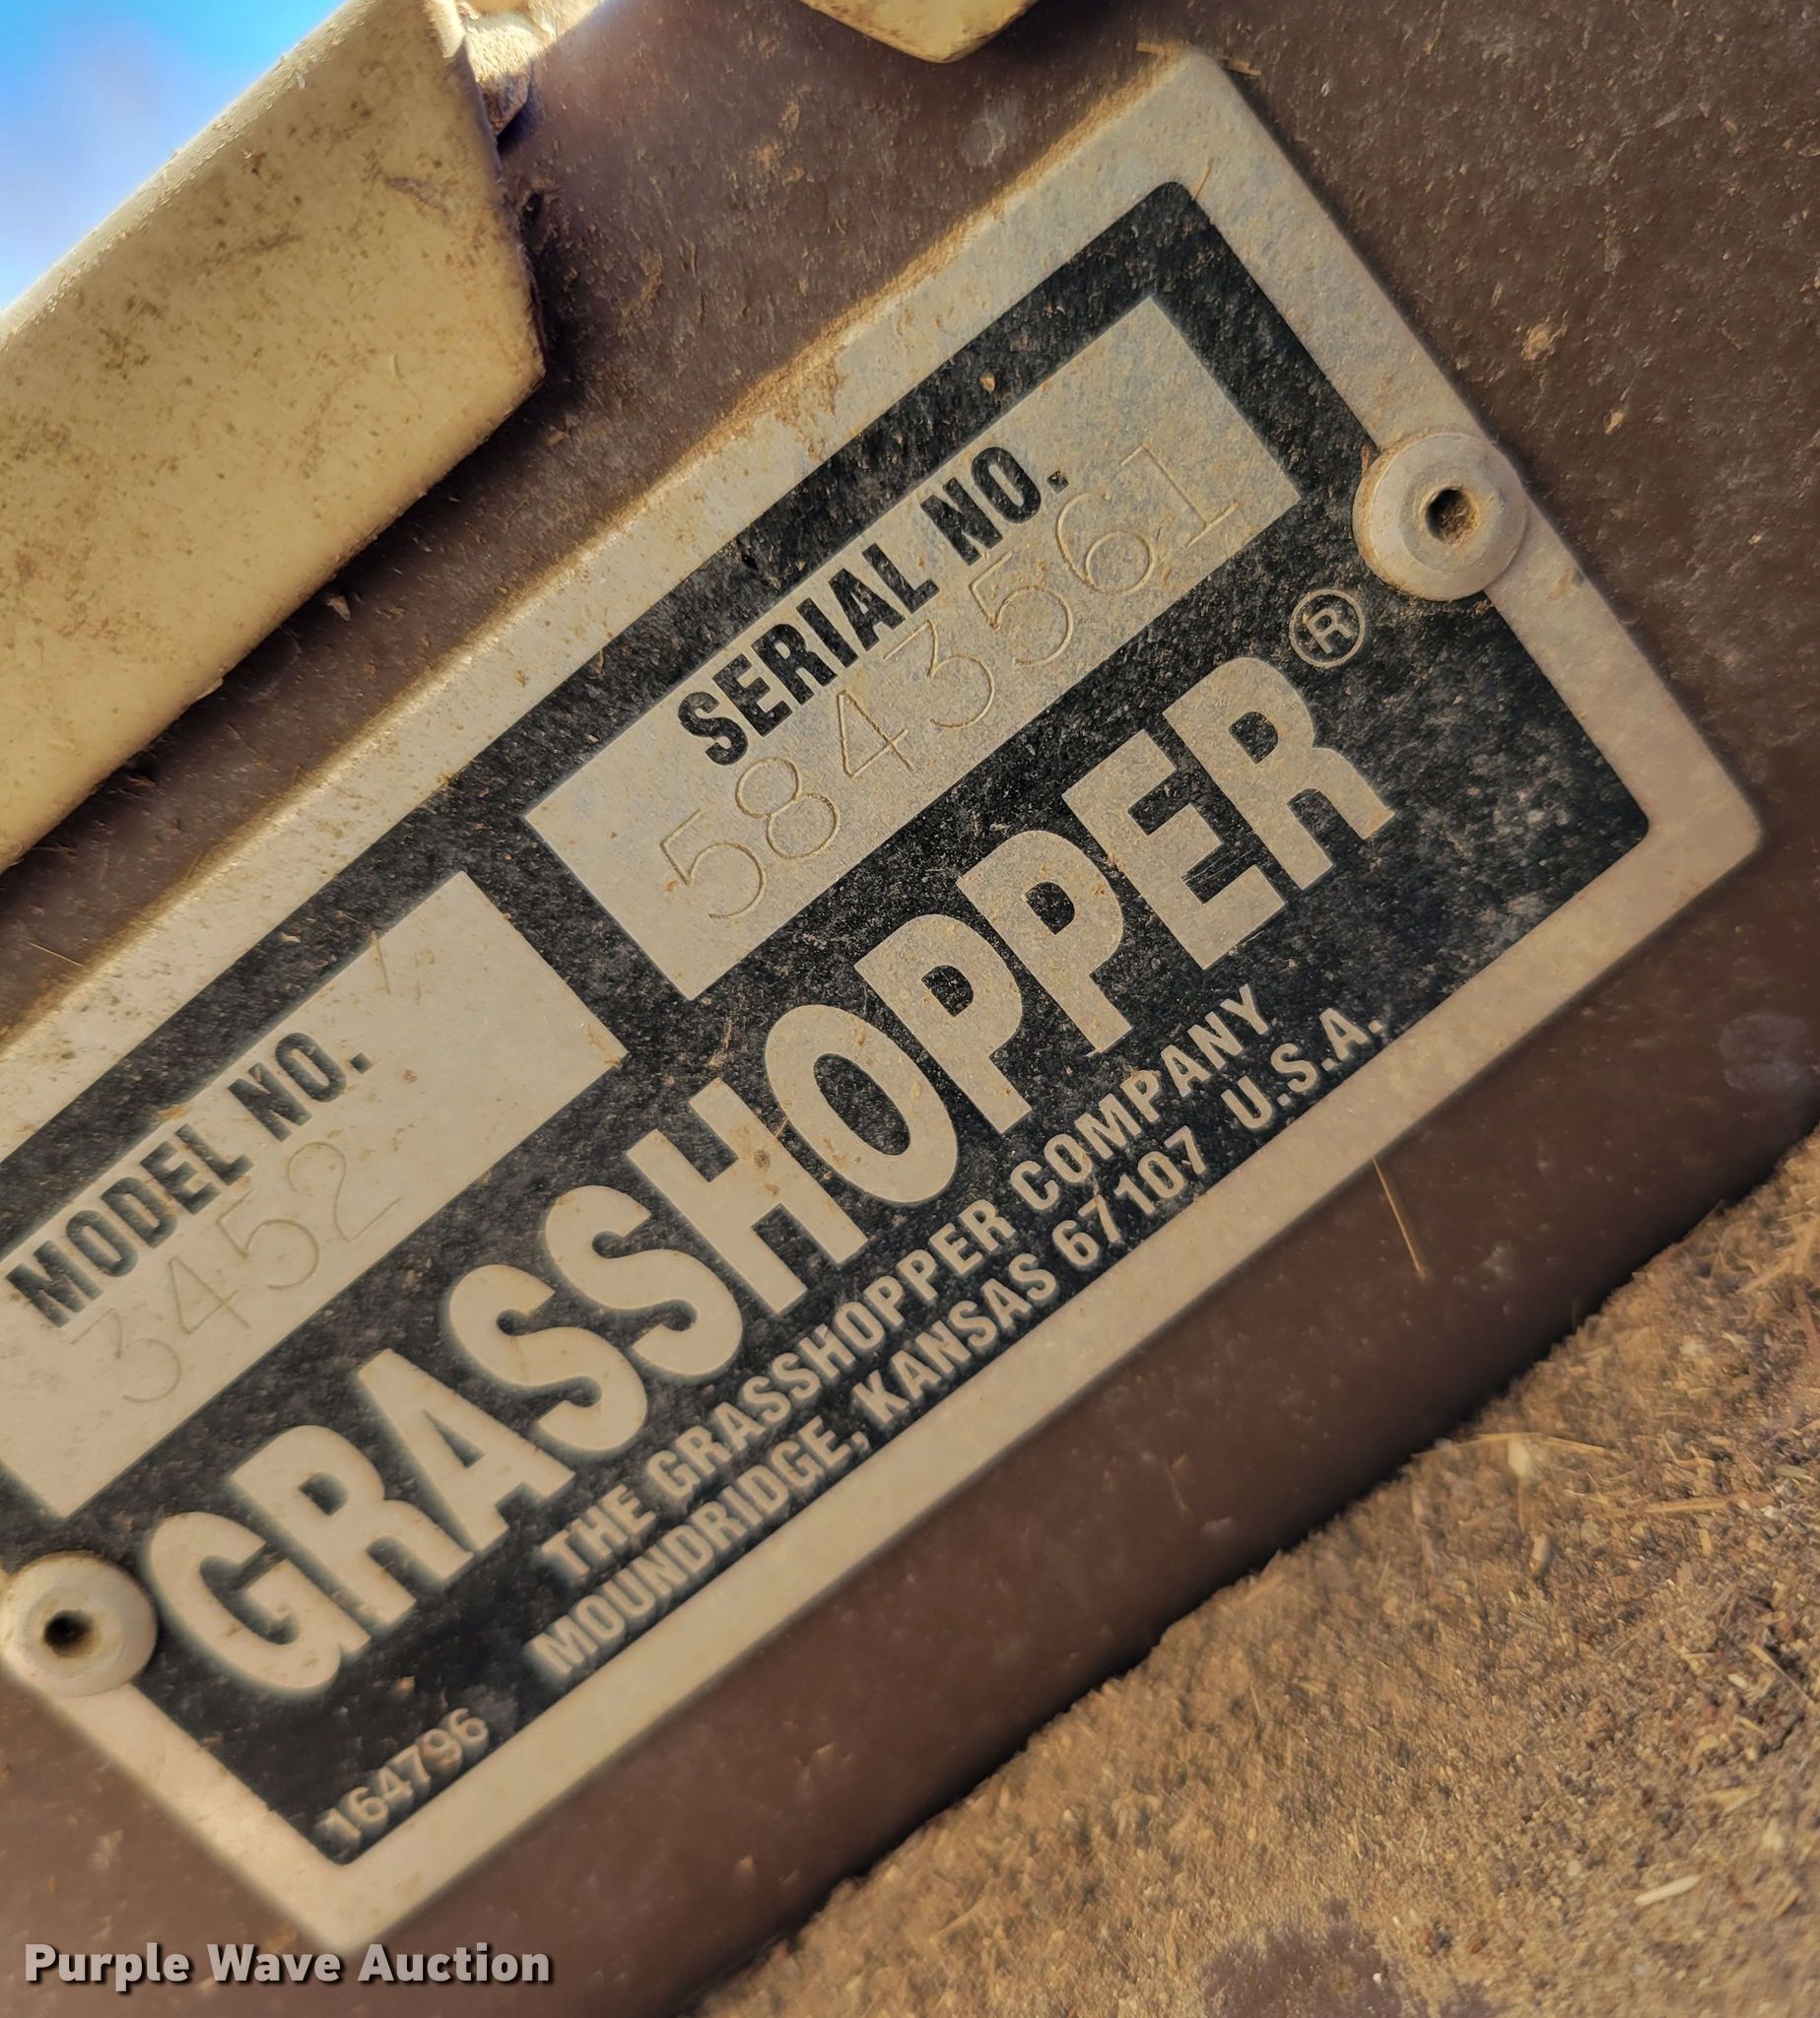 MODEL NO.
3452
SERIAL NO.
5843561
GRASSHOPPER®
THE GRASSHOPPER COMPANY
MOUNDRIDGE, KANSAS 67107 U.S.A.
164796
Purple Wave Auction